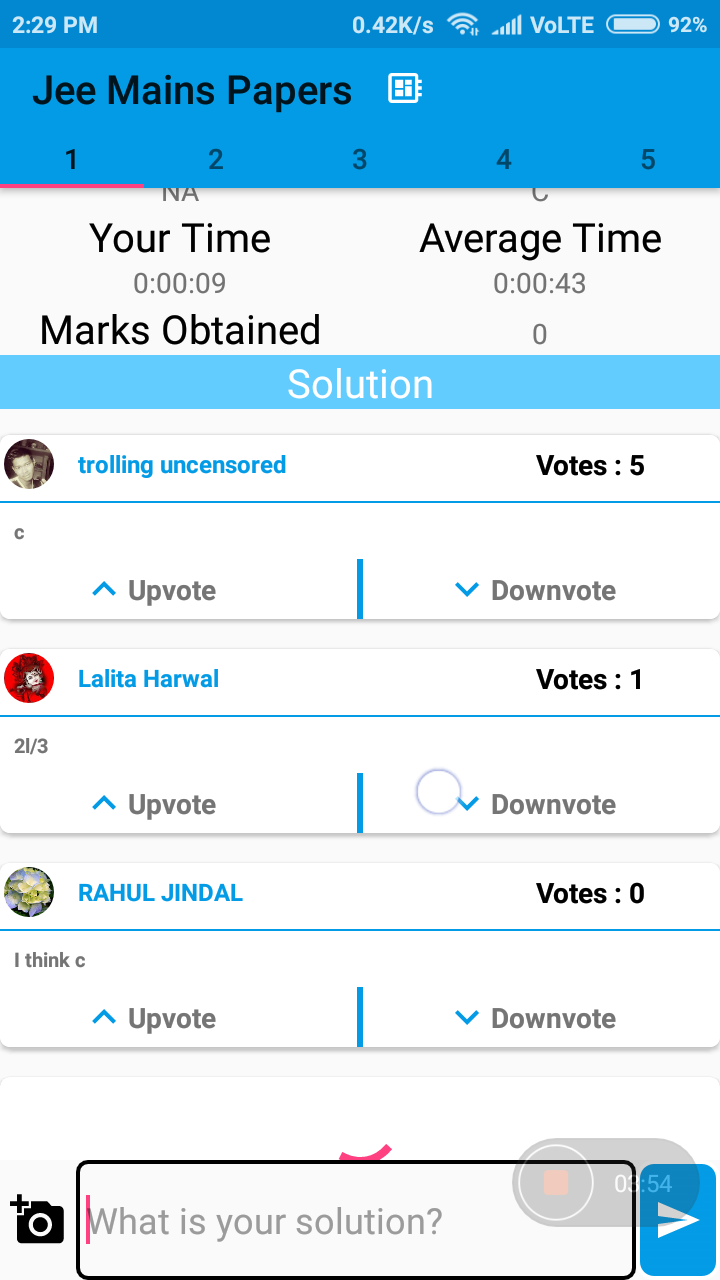 2:29 PM 0.42K/s VoLTE 92%
Jee Mains Papers
1 2 3 4 5
NA C
Your Time Average Time
0:00:09 0:00:43
Marks Obtained 0
Solution
trolling uncensored Votes : 5
c
Upvote Downvote
Lalita Harwal Votes : 1
2l/3
Upvote Downvote
RAHUL JINDAL Votes : 0
I think c
Upvote Downvote
What is your solution? 03:54